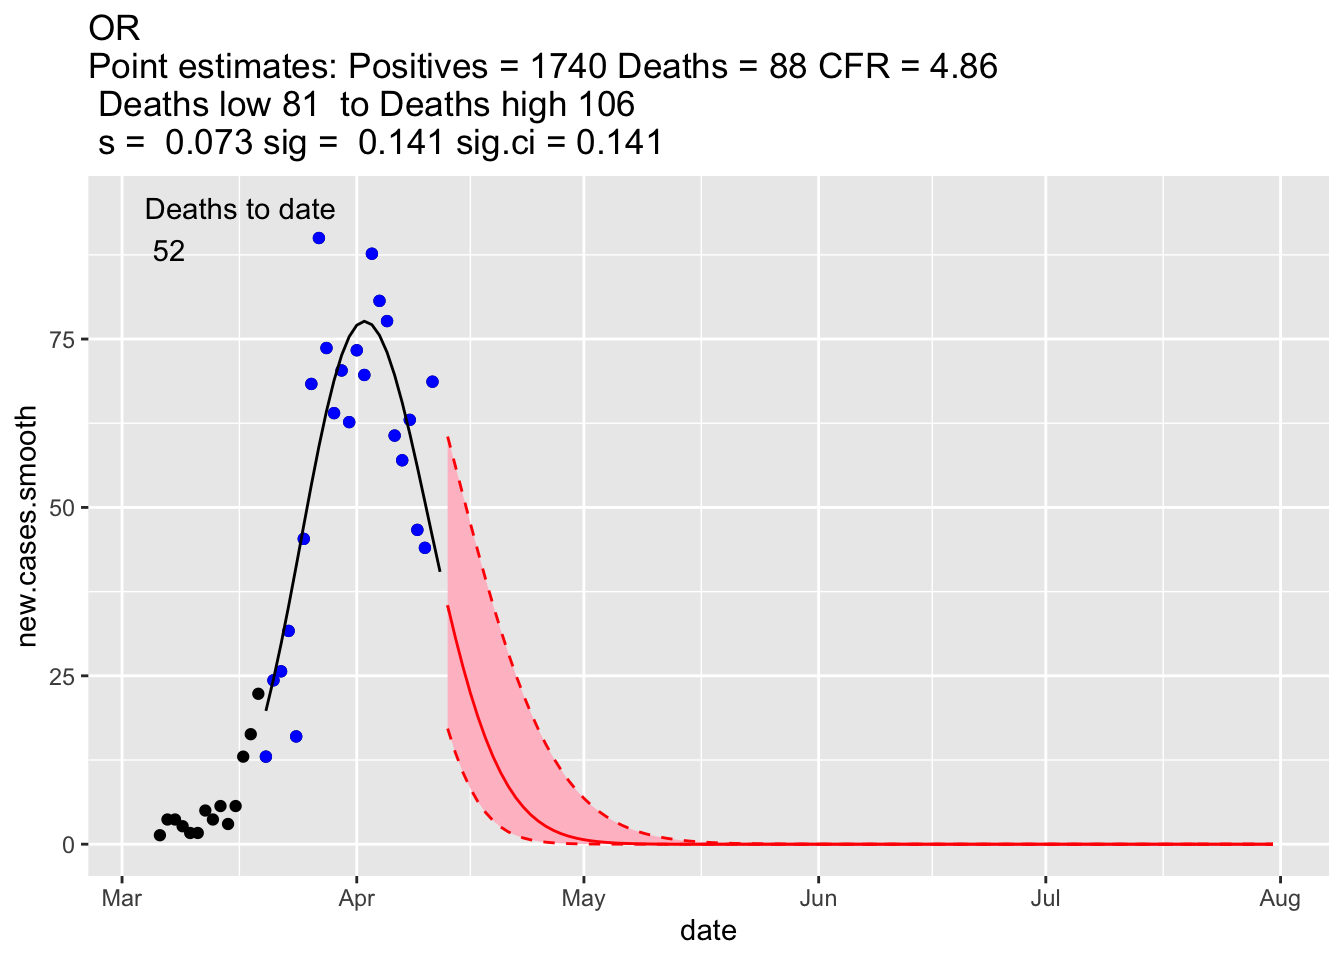 OR
Point estimates: Positives = 1740 Deaths = 88 CFR = 4.86
Deaths low 81  to Deaths high 106
s =  0.073 sig =  0.141 sig.ci = 0.141
Deaths to date
52
75
50
25
0
new.cases.smooth
Mar Apr May Jun Jul Aug
date